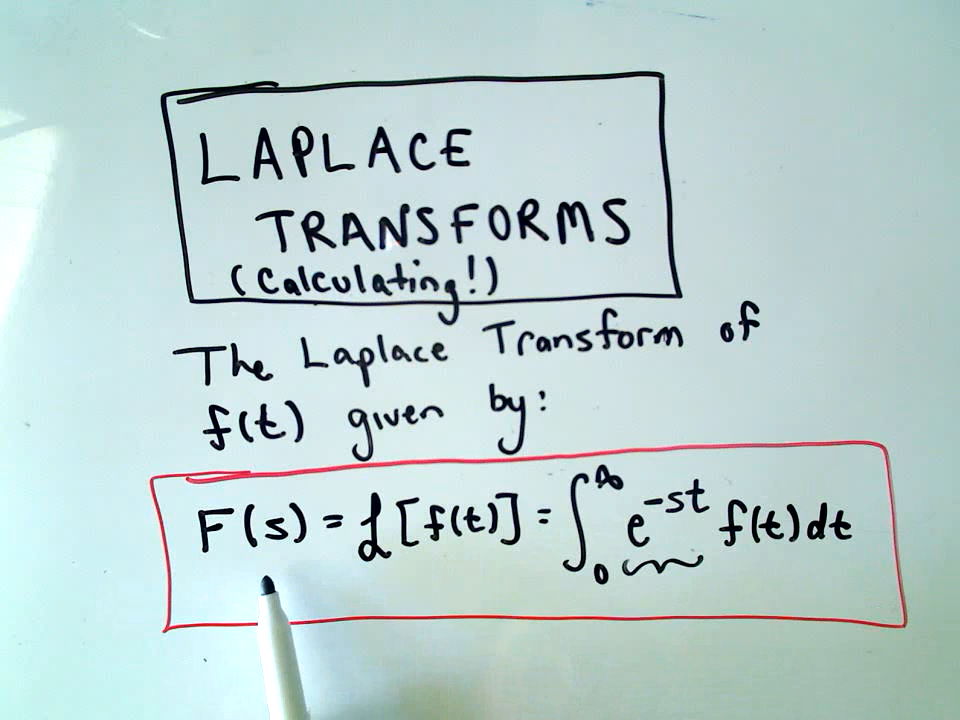 LAPLACE
TRANSFORMS
(Calculating!)
The Laplace Transform of
f(t) given by:
F(s) = ℒ[f(t)] = ∫₀^∞ e^{-st} f(t)dt